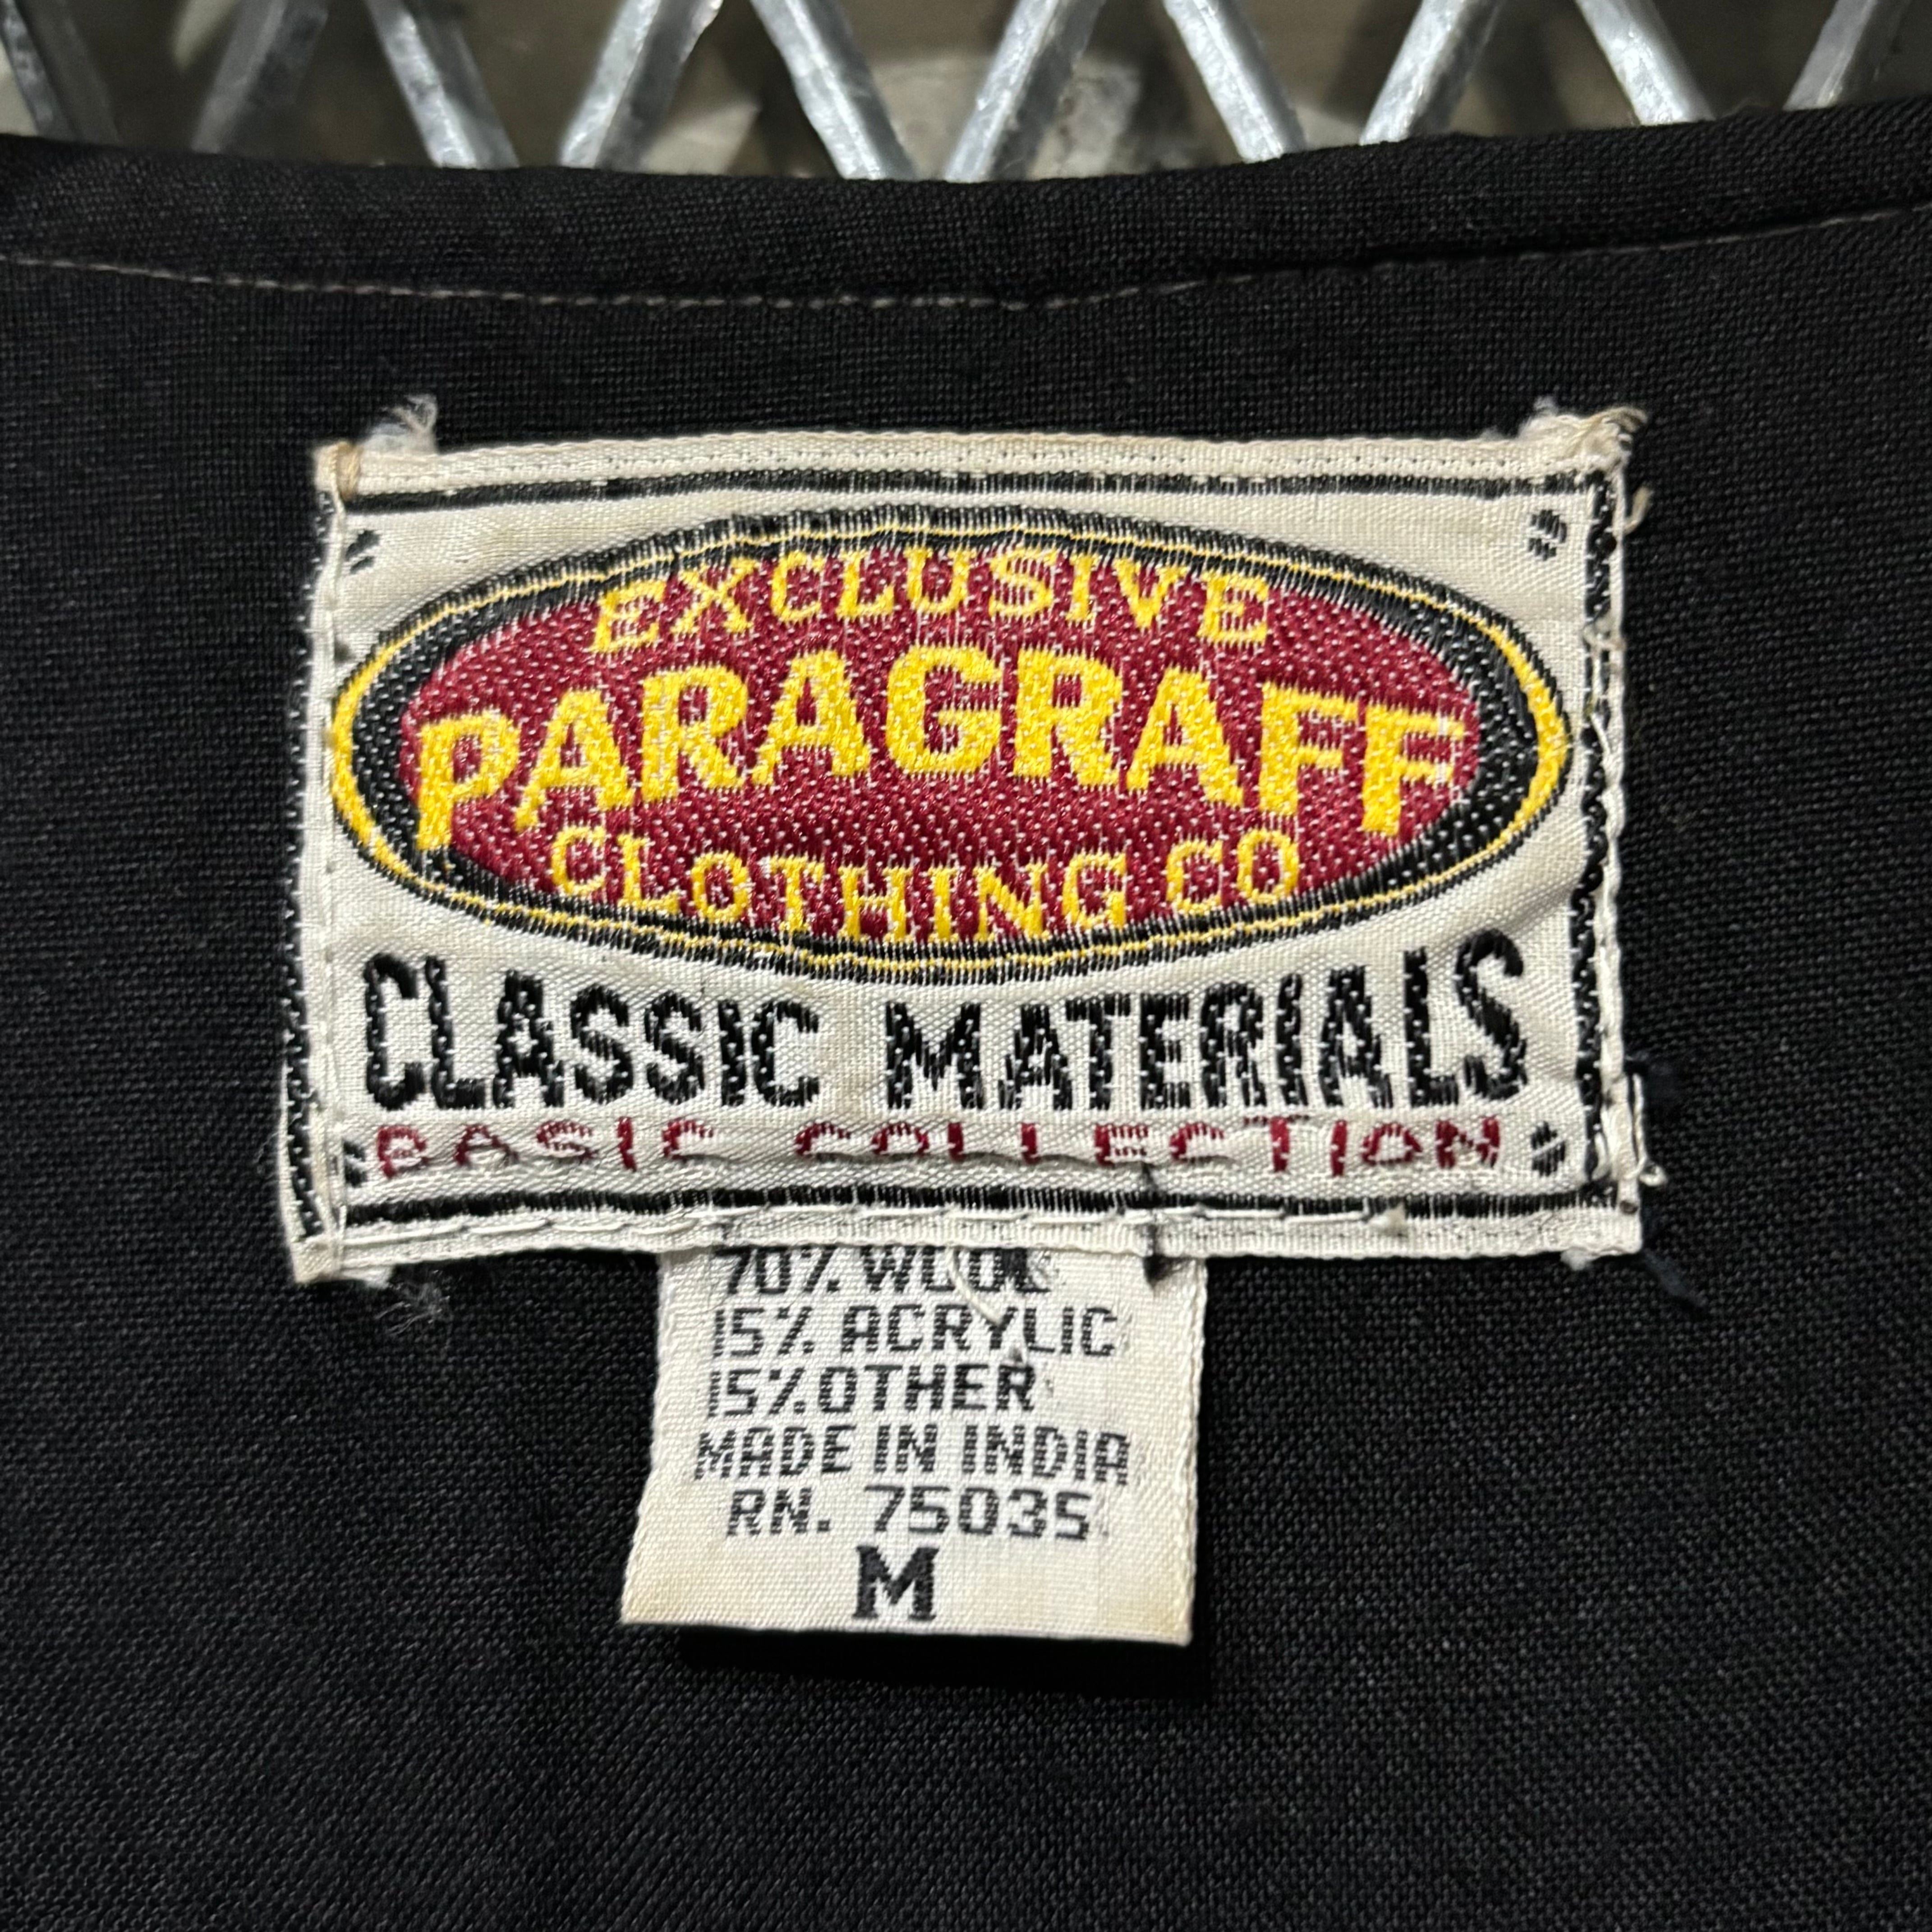 EXCLUSIVE
PARAGRAFF
CLOTHING CO
CLASSIC MATERIALS
BASIC COLLECTION
70% WOOL
15% ACRYLIC
15% OTHER
MADE IN INDIA
RN. 75035
M